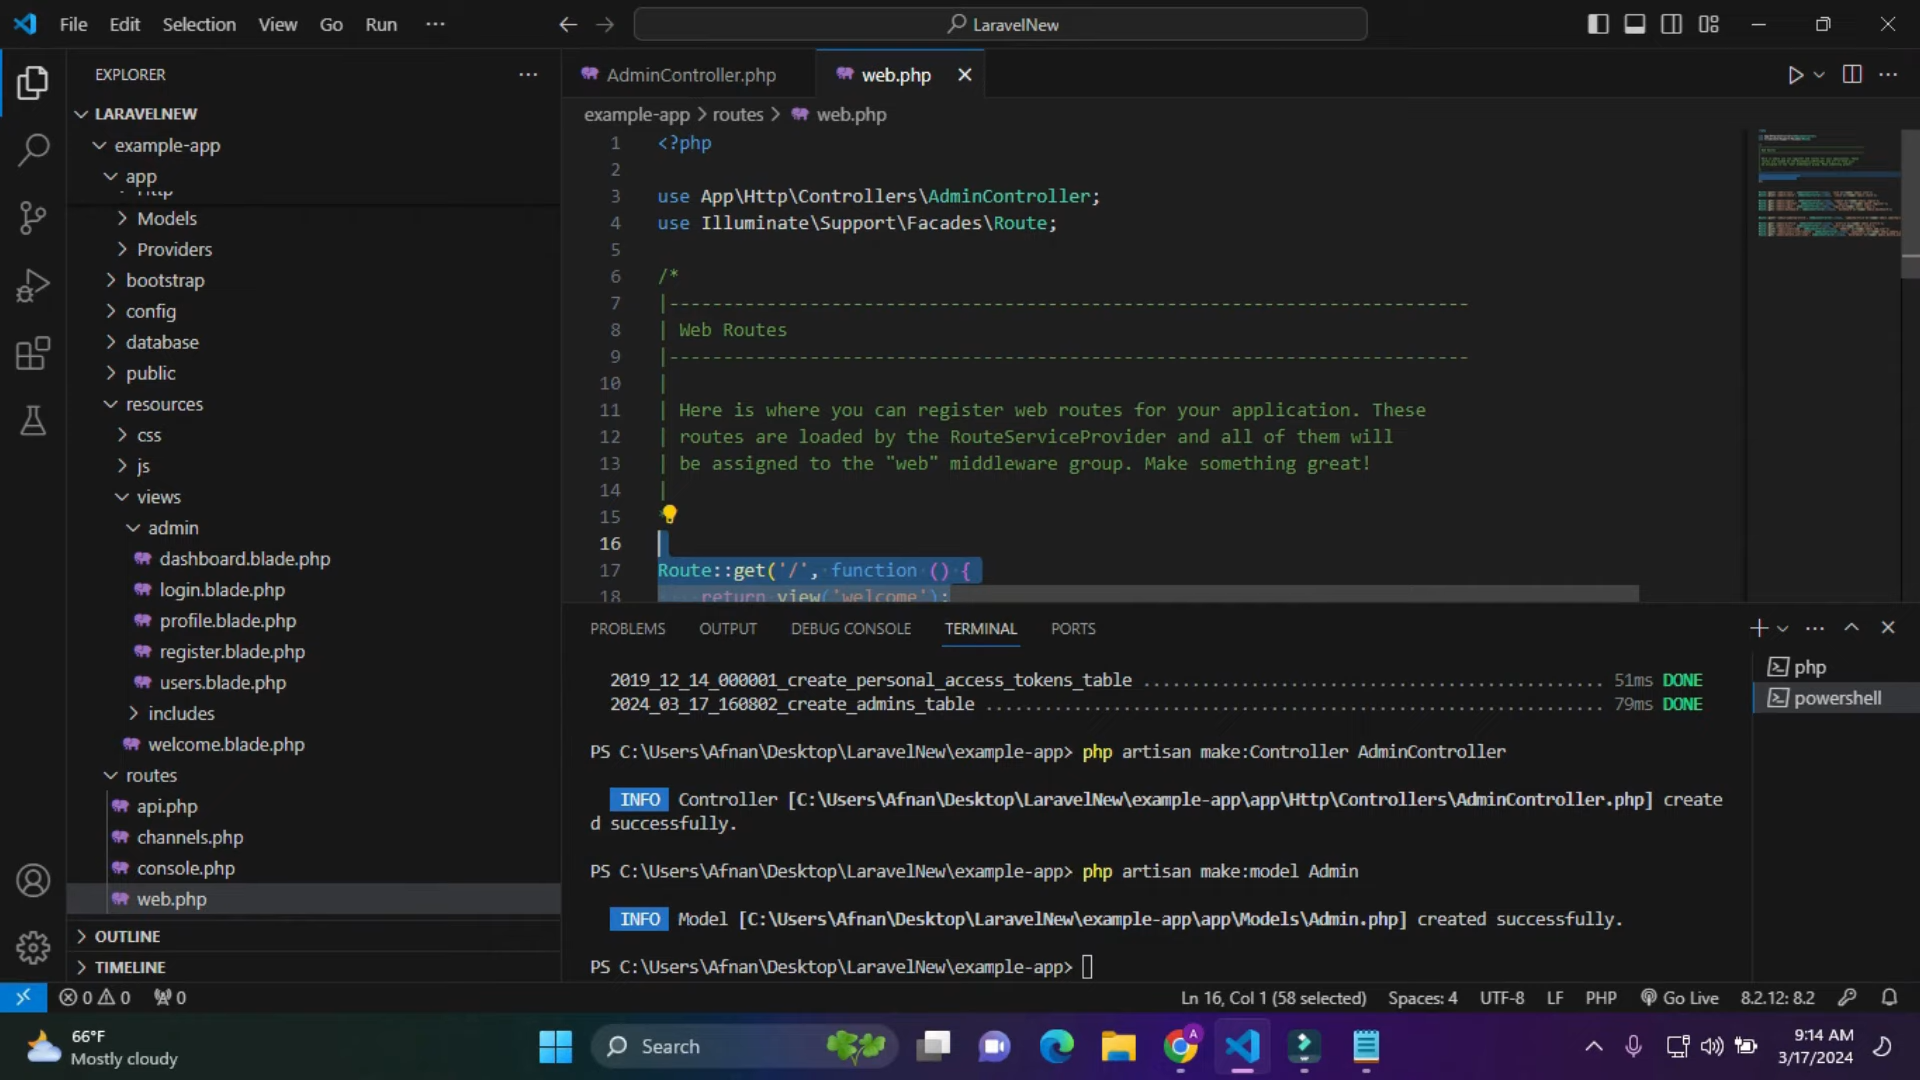 File Edit Selection View Go Run ···
LaravelNew
EXPLORER
LARAVELNEW
example-app
app
Http
Models
Providers
bootstrap
config
database
public
resources
css
js
views
admin
dashboard.blade.php
login.blade.php
profile.blade.php
register.blade.php
users.blade.php
includes
welcome.blade.php
routes
api.php
channels.php
console.php
web.php
OUTLINE
TIMELINE
AdminController.php web.php
example-app > routes > web.php
1 <?php
2
3 use App\Http\Controllers\AdminController;
4 use Illuminate\Support\Facades\Route;
5
6 /*
7 |--------------------------------------------------------------------------
8 | Web Routes
9 |--------------------------------------------------------------------------
10 |
11 | Here is where you can register web routes for your application. These
12 | routes are loaded by the RouteServiceProvider and all of them will
13 | be assigned to the "web" middleware group. Make something great!
14 |
15
16
17 Route::get('/', function () {
18 return view('welcome');
PROBLEMS OUTPUT DEBUG CONSOLE TERMINAL PORTS
php
powershell
2019_12_14_000001_create_personal_access_tokens_table ........................................... 51ms DONE
2024_03_17_160802_create_admins_table .......................................................... 79ms DONE
PS C:\Users\Afnan\Desktop\LaravelNew\example-app> php artisan make:Controller AdminController
INFO Controller [C:\Users\Afnan\Desktop\LaravelNew\example-app\app\Http\Controllers\AdminController.php] create
d successfully.
PS C:\Users\Afnan\Desktop\LaravelNew\example-app> php artisan make:model Admin
INFO Model [C:\Users\Afnan\Desktop\LaravelNew\example-app\app\Models\Admin.php] created successfully.
PS C:\Users\Afnan\Desktop\LaravelNew\example-app>
0 0 0 Ln 16, Col 1 (58 selected) Spaces: 4 UTF-8 LF PHP Go Live 8.2.12: 8.2
66°F
Mostly cloudy
Search
A
9:14 AM
3/17/2024